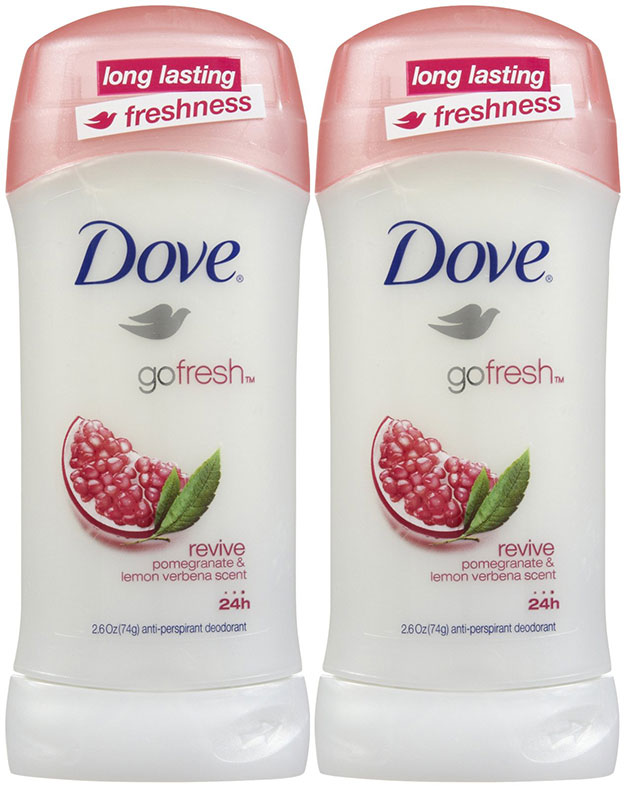 long lasting
freshness
Dove®
gofresh™
revive
pomegranate &
lemon verbena scent
24h
2.6 Oz (74g) anti-perspirant deodorant
long lasting
freshness
Dove®
gofresh™
revive
pomegranate &
lemon verbena scent
24h
2.6 Oz (74g) anti-perspirant deodorant